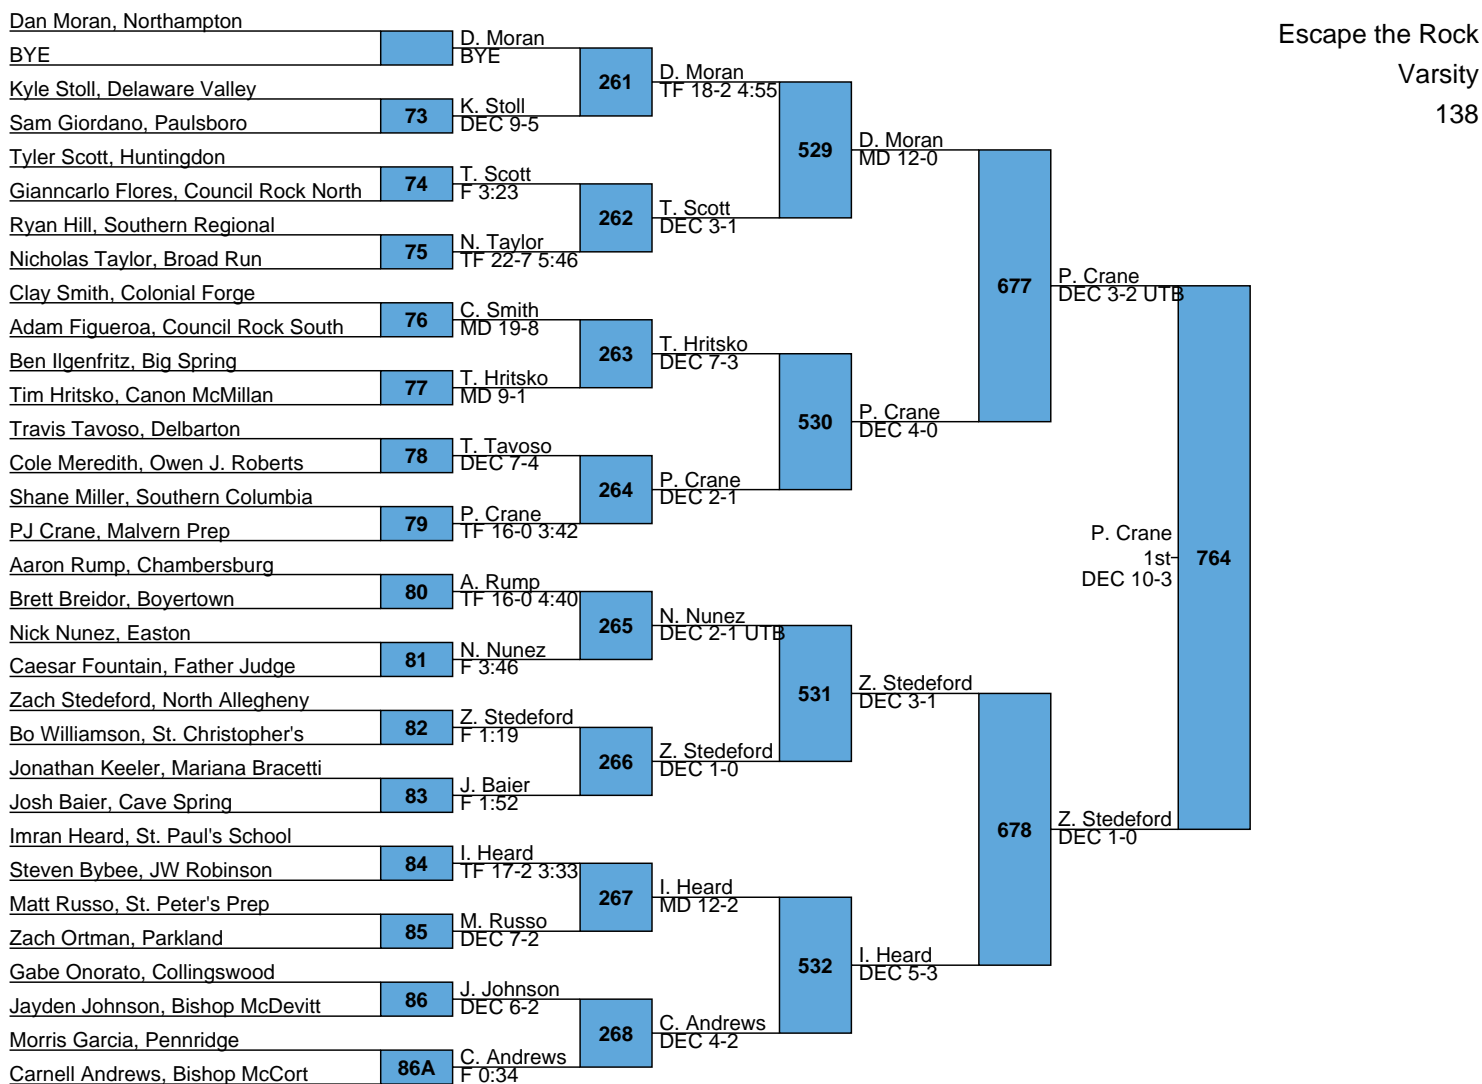 Escape the Rock
Varsity
138
Dan Moran, Northampton
BYE
Kyle Stoll, Delaware Valley
73
Sam Giordano, Paulsboro
Tyler Scott, Huntingdon
74
Gianncarlo Flores, Council Rock North
Ryan Hill, Southern Regional
75
Nicholas Taylor, Broad Run
Clay Smith, Colonial Forge
76
Adam Figueroa, Council Rock South
Ben Ilgenfritz, Big Spring
77
Tim Hritsko, Canon McMillan
Travis Tavoso, Delbarton
78
Cole Meredith, Owen J. Roberts
Shane Miller, Southern Columbia
79
PJ Crane, Malvern Prep
Aaron Rump, Chambersburg
80
Brett Breidor, Boyertown
Nick Nunez, Easton
81
Caesar Fountain, Father Judge
Zach Stedeford, North Allegheny
82
Bo Williamson, St. Christopher's
Jonathan Keeler, Mariana Bracetti
83
Josh Baier, Cave Spring
Imran Heard, St. Paul's School
84
Steven Bybee, JW Robinson
Matt Russo, St. Peter's Prep
85
Zach Ortman, Parkland
Gabe Onorato, Collingswood
86
Jayden Johnson, Bishop McDevitt
Morris Garcia, Pennridge
86A
Carnell Andrews, Bishop McCort
D. Moran
BYE
261
K. Stoll
DEC 9-5
T. Scott
F 3:23
262
N. Taylor
TF 22-7 5:46
C. Smith
MD 19-8
263
T. Hritsko
MD 9-1
T. Tavoso
DEC 7-4
264
P. Crane
TF 16-0 3:42
A. Rump
TF 16-0 4:40
265
N. Nunez
F 3:46
Z. Stedeford
F 1:19
266
J. Baier
F 1:52
I. Heard
TF 17-2 3:33
267
M. Russo
DEC 7-2
J. Johnson
DEC 6-2
268
C. Andrews
F 0:34
D. Moran
TF 18-2 4:55
529
T. Scott
DEC 3-1
T. Hritsko
DEC 7-3
530
P. Crane
DEC 2-1
N. Nunez
DEC 2-1 UTB
531
Z. Stedeford
DEC 1-0
I. Heard
MD 12-2
532
C. Andrews
DEC 4-2
D. Moran
MD 12-0
677
P. Crane
DEC 4-0
Z. Stedeford
DEC 3-1
678
I. Heard
DEC 5-3
P. Crane
DEC 3-2 UTB
Z. Stedeford
DEC 1-0
P. Crane
1st
DEC 10-3
764